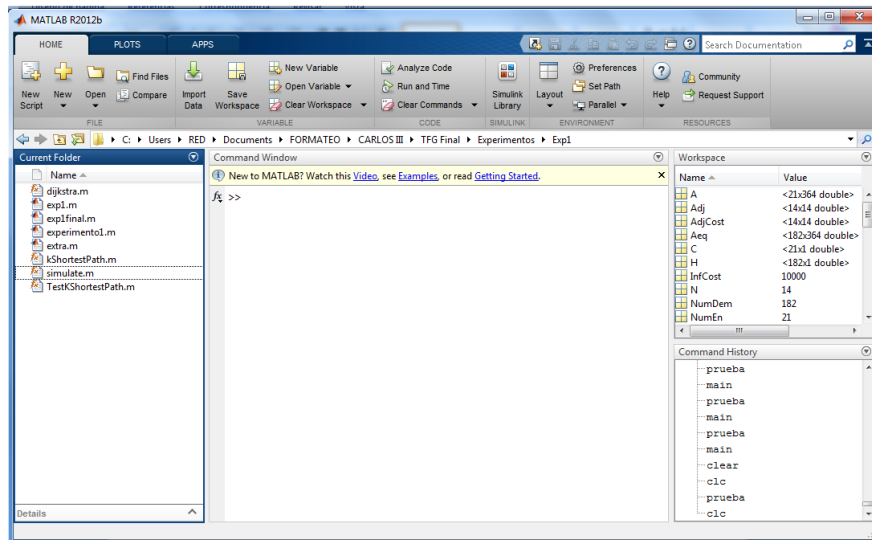 MATLAB R2012b
HOME PLOTS APPS
Search Documentation
New Script
New
Open
Find Files
Compare
Import Data
Save Workspace
New Variable
Open Variable
Clear Workspace
Analyze Code
Run and Time
Clear Commands
Simulink Library
Layout
Preferences
Set Path
Parallel
Help
Community
Request Support
FILE VARIABLE CODE SIMULINK ENVIRONMENT RESOURCES
C: Users RED Documents FORMATEO CARLOS III TFG Final Experimentos Exp1
Current Folder
Name
dijkstra.m
exp1.m
exp1final.m
experimento1.m
extra.m
kShortestPath.m
simulate.m
TestKShortestPath.m
Details
Command Window
New to MATLAB? Watch this Video, see Examples, or read Getting Started.
fx >>
Workspace
Name Value
A <21x364 double>
Adj <14x14 double>
AdjCost <14x14 double>
Aeq <182x364 double>
C <21x1 double>
H <182x1 double>
InfCost 10000
N 14
NumDem 182
NumEn 21
Command History
prueba
main
prueba
main
prueba
main
clear
clc
prueba
clc